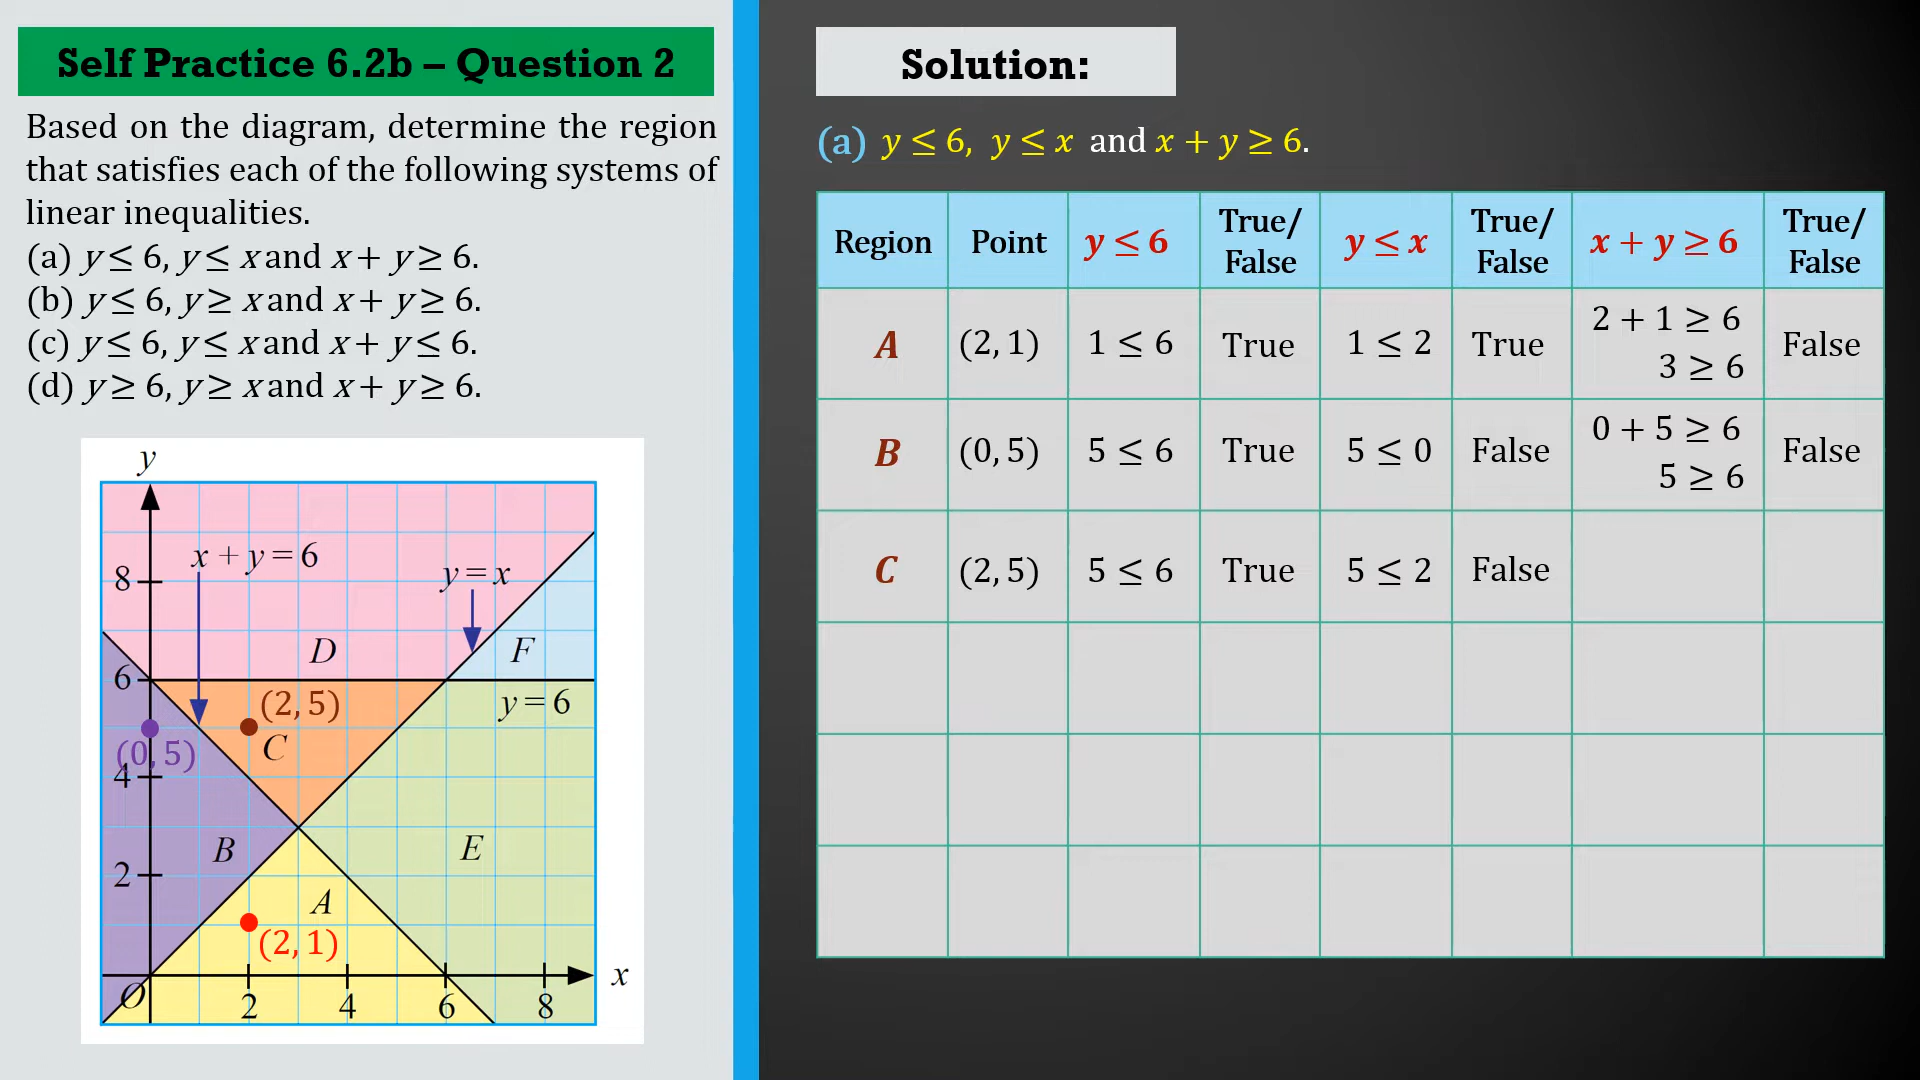 Self Practice 6.2b – Question 2
Based on the diagram, determine the region
that satisfies each of the following systems of
linear inequalities.
(a) y ≤ 6, y ≤ x and x + y ≥ 6.
(b) y ≤ 6, y ≥ x and x + y ≥ 6.
(c) y ≤ 6, y ≤ x and x + y ≤ 6.
(d) y ≥ 6, y ≥ x and x + y ≥ 6.
y
x + y = 6
y = x
8
D
F
6
(2, 5)
y = 6
C
(0, 5)
4
B
E
2
A
(2, 1)
x
O
2 4 6 8
Solution:
(a) y ≤ 6, y ≤ x and x + y ≥ 6.
Region Point y ≤ 6 True/ False y ≤ x True/ False x + y ≥ 6 True/ False
A (2, 1) 1 ≤ 6 True 1 ≤ 2 True 2 + 1 ≥ 6 False
3 ≥ 6
B (0, 5) 5 ≤ 6 True 5 ≤ 0 False 0 + 5 ≥ 6 False
5 ≥ 6
C (2, 5) 5 ≤ 6 True 5 ≤ 2 False